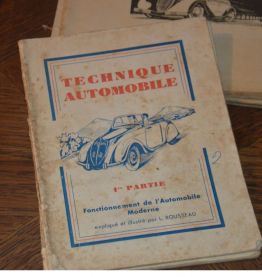 TECHNIQUE
AUTOMOBILE
1re PARTIE
Fonctionnement de l'Automobile
Moderne
expliqué et illustré par L. ROUSSEAU